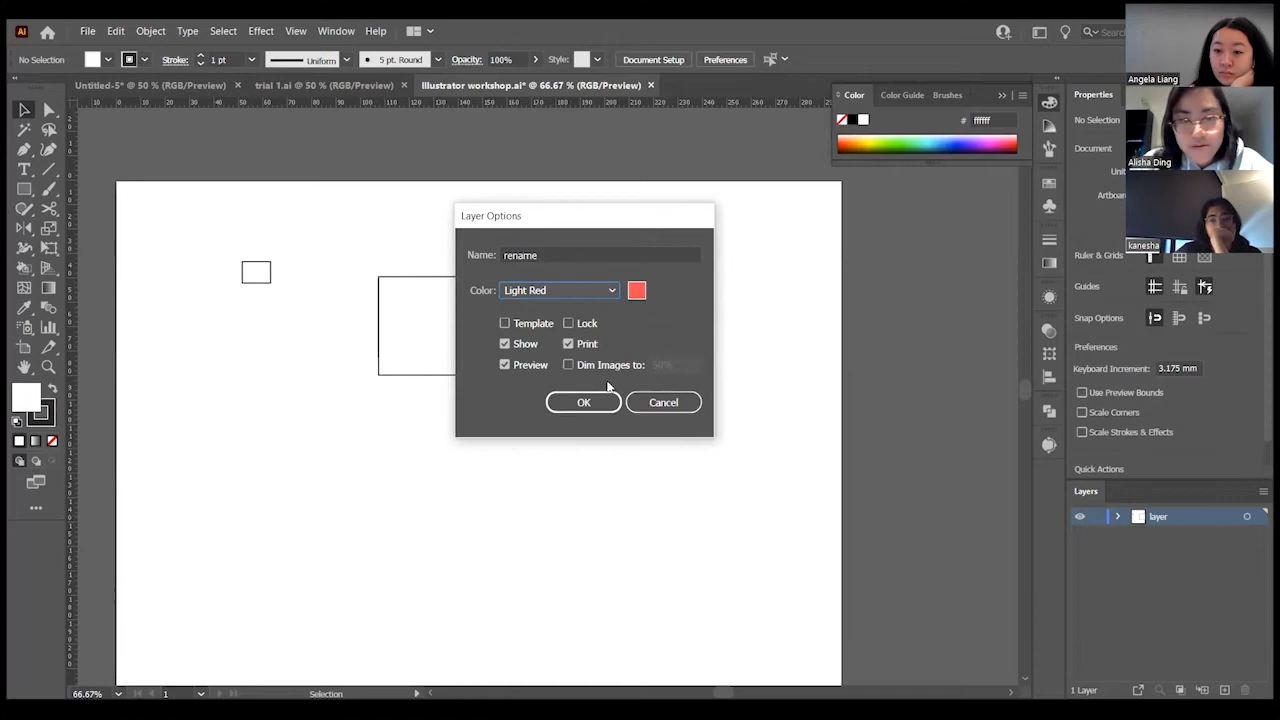 Ai File Edit Object Type Select Effect View Window Help
Search
No Selection Stroke: 1 pt Uniform 5 pt. Round Opacity: 100% Style: Document Setup Preferences
Untitled-5* @ 50 % (RGB/Preview) × trial 1.ai @ 50 % (RGB/Preview) × Illustrator workshop.ai* @ 66.67 % (RGB/Preview) ×
Angela Liang
Color Color Guide Brushes
# ffffff
Properties
No Selection
Document
Alisha Ding
kanesha
Layer Options
Name: rename
Color: Light Red
Template Lock
Show Print
Preview Dim Images to: 50%
OK Cancel
Ruler & Grids
Guides
Snap Options
Preferences
Keyboard Increment: 3.175 mm
Use Preview Bounds
Scale Corners
Scale Strokes & Effects
Quick Actions
Layers
layer
1 Layer
66.67% 1 Selection